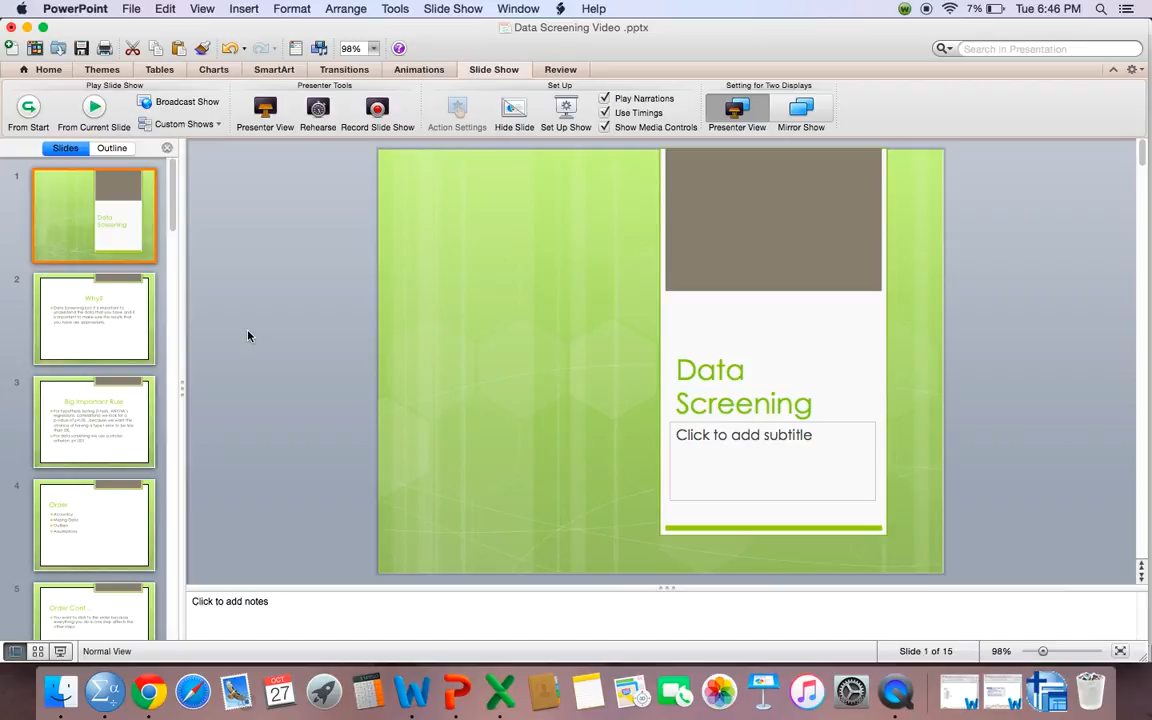 PowerPoint File Edit View Insert Format Arrange Tools Slide Show Window Help 7% Tue 6:46 PM
Data Screening Video .pptx
98% Search in Presentation
Home Themes Tables Charts SmartArt Transitions Animations Slide Show Review
Play Slide Show Presenter Tools Set Up Setting for Two Displays
From Start From Current Slide Broadcast Show Custom Shows Presenter View Rehearse Record Slide Show Action Settings Hide Slide Set Up Show Play Narrations Use Timings Show Media Controls Presenter View Mirror Show
Slides Outline
1
Data
Screening
2
Why?
3
Big Important Rule
4
Order
Accuracy
Missing Data
Outliers
Assumptions
5
Order Cont...
Data
Screening
Click to add subtitle
Click to add notes
Normal View Slide 1 of 15 98%
OCT
27